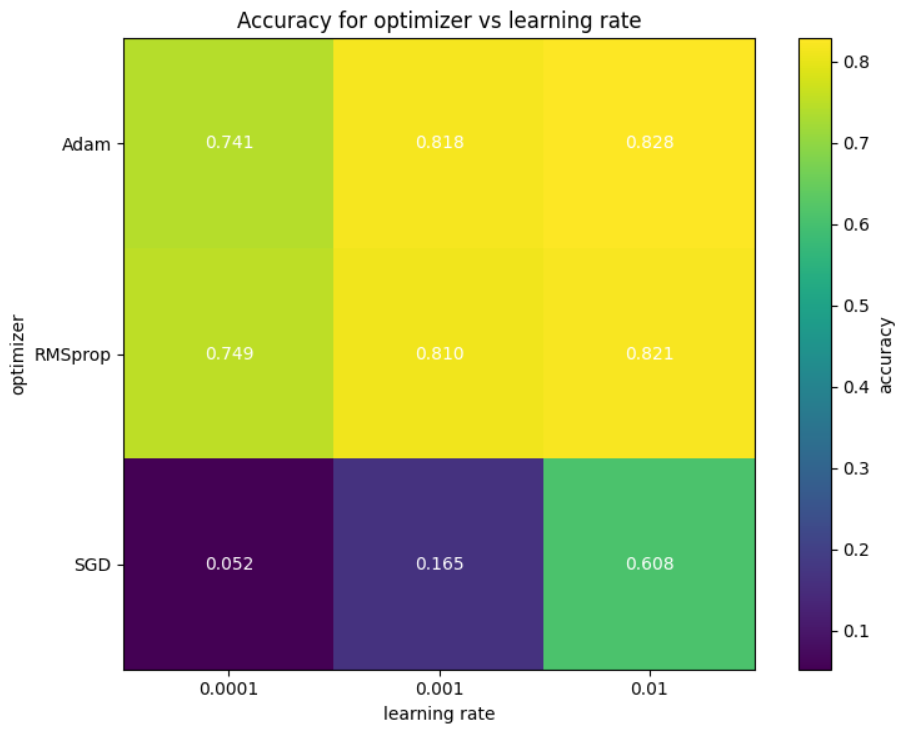 Accuracy for optimizer vs learning rate
optimizer
Adam
RMSprop
SGD
0.741 0.818 0.828
0.749 0.810 0.821
0.052 0.165 0.608
0.0001 0.001 0.01
learning rate
0.8
0.7
0.6
0.5
0.4
0.3
0.2
0.1
accuracy